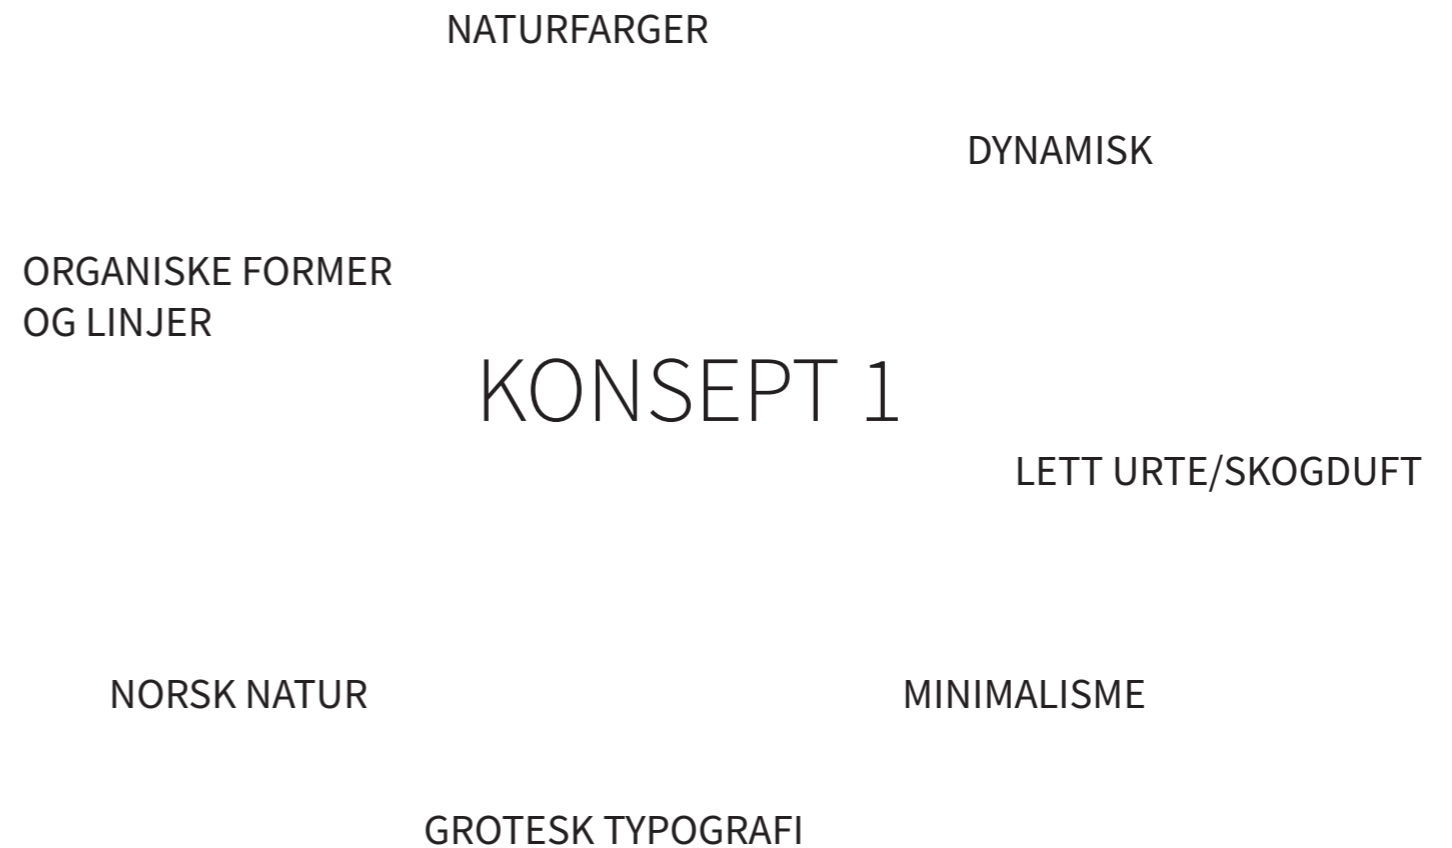 NATURFARGER
DYNAMISK
ORGANISKE FORMER
OG LINJER
KONSEPT 1
LETT URTE/SKOGDUFT
NORSK NATUR
MINIMALISME
GROTESK TYPOGRAFI